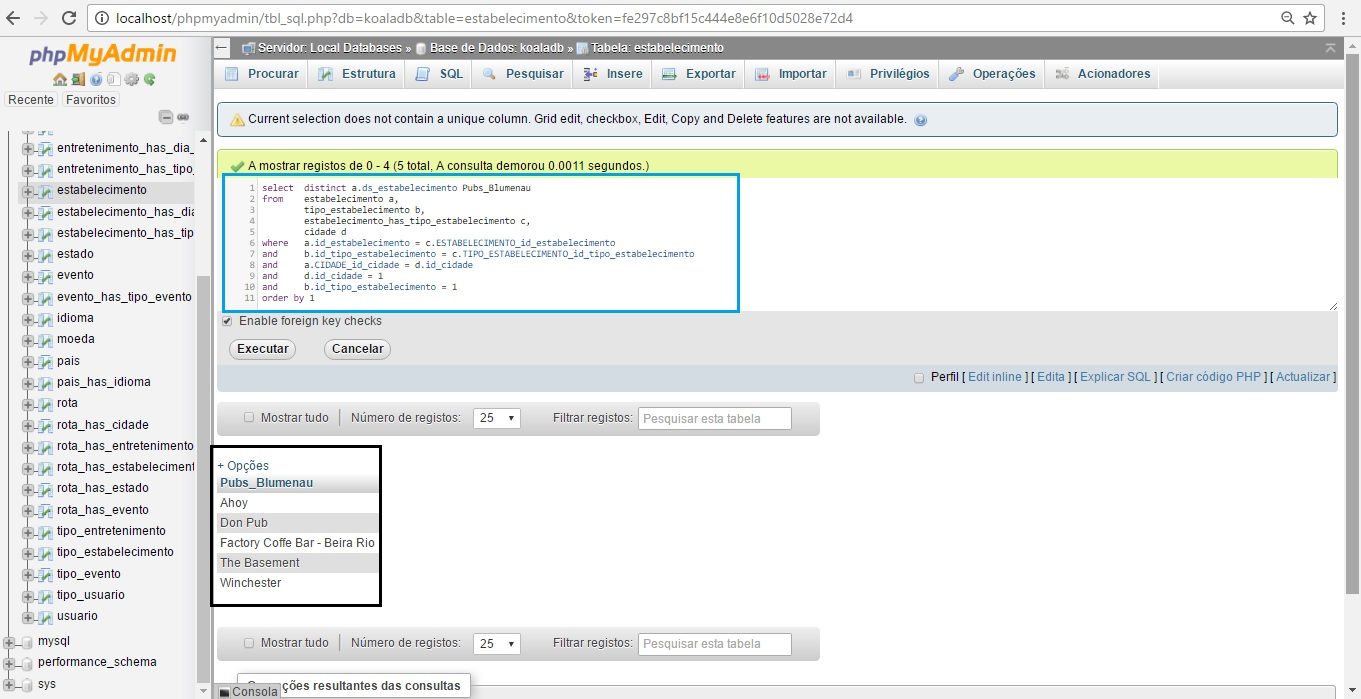 localhost/phpmyadmin/tbl_sql.php?db=koaladb&table=estabelecimento&token=fe297c8bf15c444e8e6f10d5028e72d4
phpMyAdmin
Recente Favoritos
entretenimento_has_dia_
entretenimento_has_tipo_
estabelecimento
estabelecimento_has_dia
estabelecimento_has_tip
estado
evento
evento_has_tipo_evento
idioma
moeda
pais
pais_has_idioma
rota
rota_has_cidade
rota_has_entretenimento
rota_has_estabeleciment
rota_has_estado
rota_has_evento
tipo_entretenimento
tipo_estabelecimento
tipo_evento
tipo_usuario
usuario
mysql
performance_schema
sys
Servidor: Local Databases » Base de Dados: koaladb » Tabela: estabelecimento
Procurar Estrutura SQL Pesquisar Insere Exportar Importar Privilégios Operações Acionadores
Current selection does not contain a unique column. Grid edit, checkbox, Edit, Copy and Delete features are not available.
A mostrar registos de 0 - 4 (5 total, A consulta demorou 0.0011 segundos.)
1 select distinct a.ds_estabelecimento Pubs_Blumenau
2 from estabelecimento a,
3 tipo_estabelecimento b,
4 estabelecimento_has_tipo_estabelecimento c,
5 cidade d
6 where a.id_estabelecimento = c.ESTABELECIMENTO_id_estabelecimento
7 and b.id_tipo_estabelecimento = c.TIPO_ESTABELECIMENTO_id_tipo_estabelecimento
8 and a.CIDADE_id_cidade = d.id_cidade
9 and d.id_cidade = 1
10 and b.id_tipo_estabelecimento = 1
11 order by 1
Enable foreign key checks
Executar Cancelar
Perfil [ Edit inline ] [ Edita ] [ Explicar SQL ] [ Criar código PHP ] [ Actualizar ]
Mostrar tudo Número de registos: 25 Filtrar registos: Pesquisar esta tabela
+ Opções
Pubs_Blumenau
Ahoy
Don Pub
Factory Coffe Bar - Beira Rio
The Basement
Winchester
Mostrar tudo Número de registos: 25 Filtrar registos: Pesquisar esta tabela
resultantes das consultas
Consola